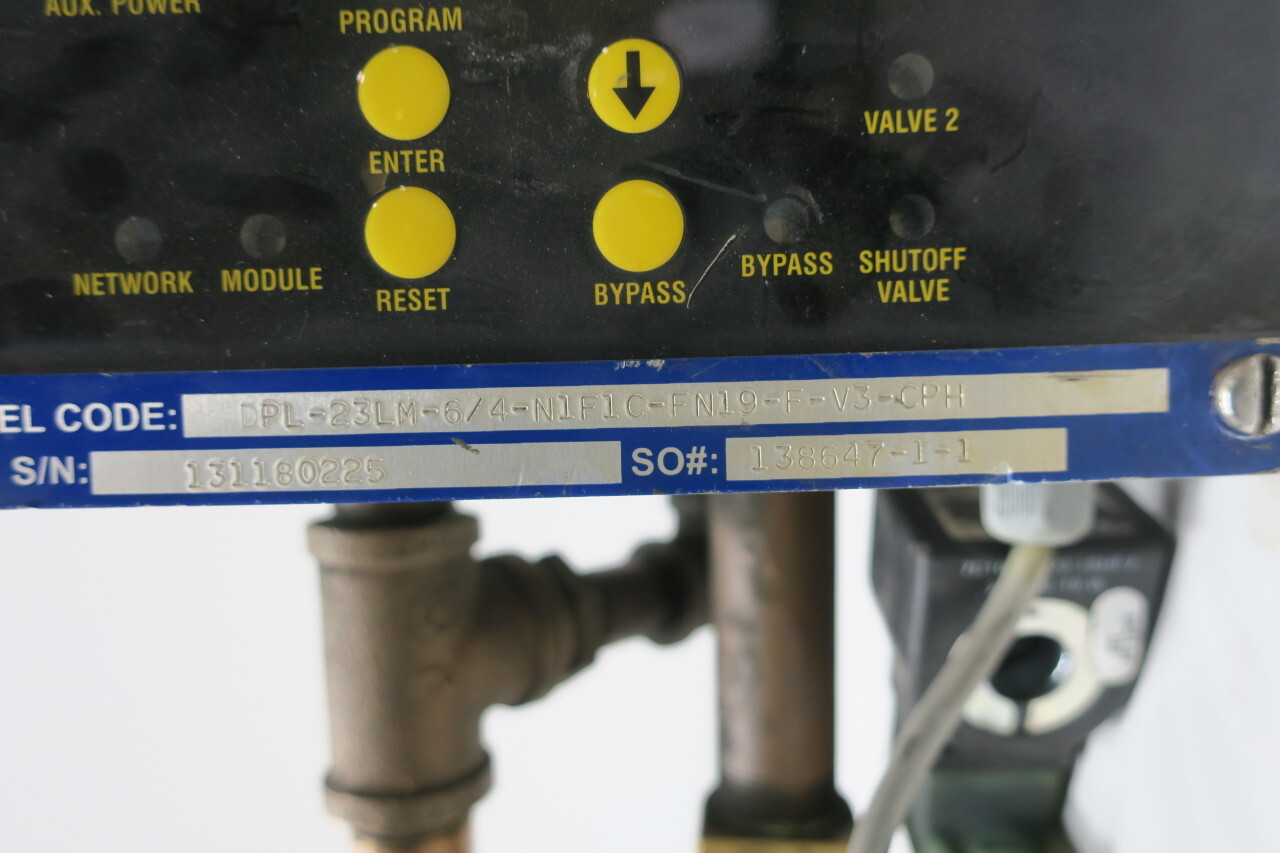 AUX. POWER
PROGRAM
VALVE 2
ENTER
NETWORK
MODULE
RESET
BYPASS
BYPASS
SHUTOFF
VALVE
EL CODE: DPL-23LM-6/4-N1F1C-FN19-F-V3-CPH
S/N: 131180225 SO#: 138647-1-1